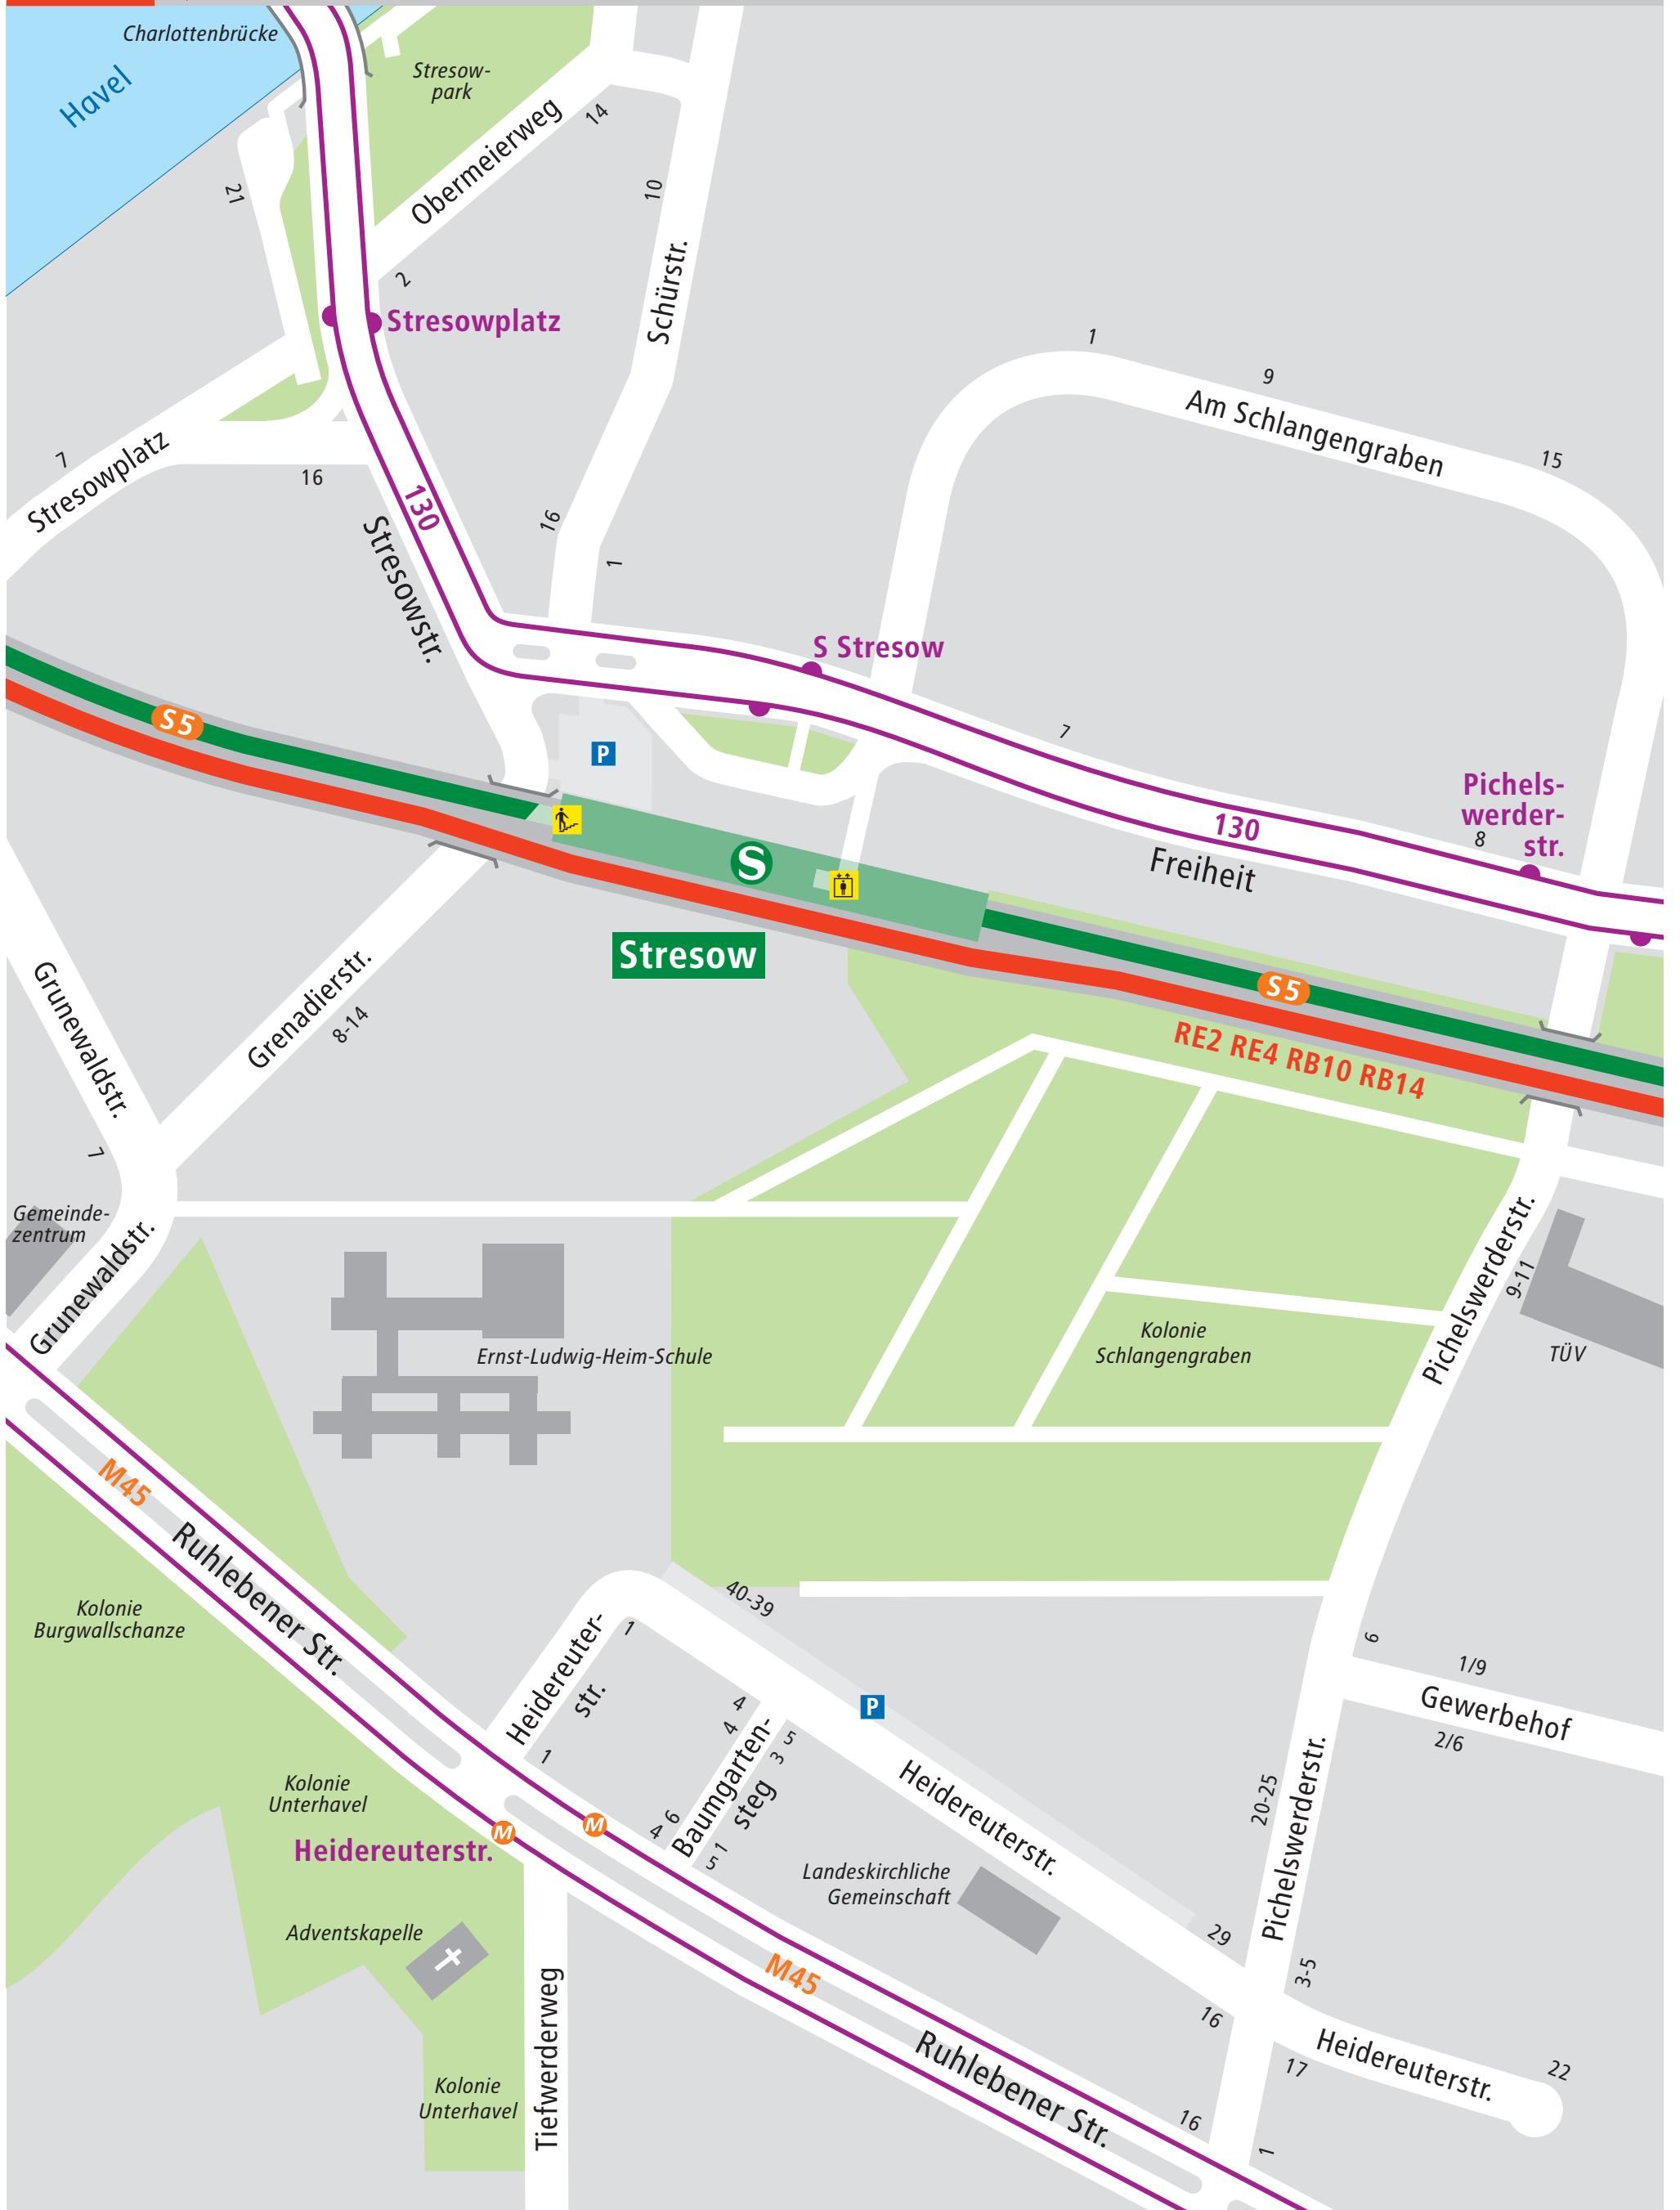 Charlottenbrücke
Havel
Stresow-
park
Obermeierweg
14
21
10
2
Schürstr.
Stresowplatz
1
9
Am Schlangengraben
15
7
Stresowplatz
16
130
Stresowstr.
16
1
S Stresow
S5
P
7
Pichels-
werder-
str.
8
130
Freiheit
S
Stresow
S5
RE2 RE4 RB10 RB14
Grunewaldstr.
Grenadierstr.
8-14
7
Gemeinde-
zentrum
Grunewaldstr.
Ernst-Ludwig-Heim-Schule
Kolonie
Schlangengraben
Pichelswerderstr.
9-11
TÜV
M45
Ruhlebener Str.
Kolonie
Burgwallschanze
40-39
Heidereuter-
str.
1
1
6
1/9
Gewerbehof
2/6
4
4
5
3
P
Baumgarten-
steg
6
4
1
5
Heidereuterstr.
Kolonie
Unterhavel
M
M
Heidereuterstr.
20-25
Pichelswerderstr.
Landeskirchliche
Gemeinschaft
Adventskapelle
29
3-5
M45
16
Heidereuterstr.
17
22
Tiefwerderweg
Ruhlebener Str.
Kolonie
Unterhavel
16
1